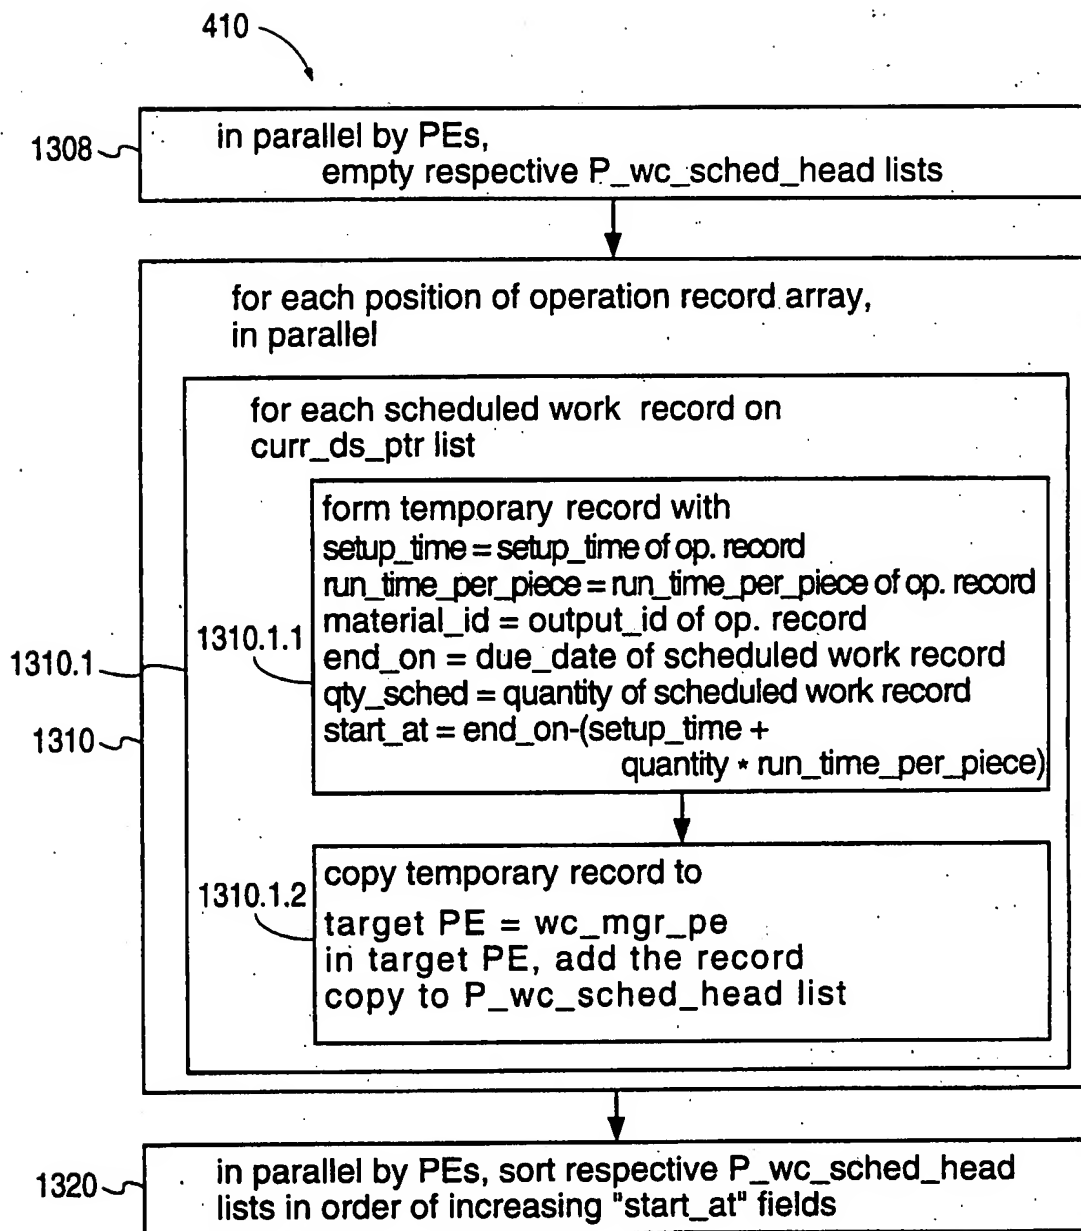 410
1308
in parallel by PEs,
empty respective P_wc_sched_head lists
for each position of operation record array,
in parallel
for each scheduled work record on
curr_ds_ptr list
form temporary record with
setup_time = setup_time of op. record
run_time_per_piece = run_time_per_piece of op. record
material_id = output_id of op. record
end_on = due_date of scheduled work record
qty_sched = quantity of scheduled work record
start_at = end_on-(setup_time +
quantity * run_time_per_piece)
1310.1.1
1310.1
1310
1310.1.2
copy temporary record to
target PE = wc_mgr_pe
in target PE, add the record
copy to P_wc_sched_head list
1320
in parallel by PEs, sort respective P_wc_sched_head
lists in order of increasing "start_at" fields